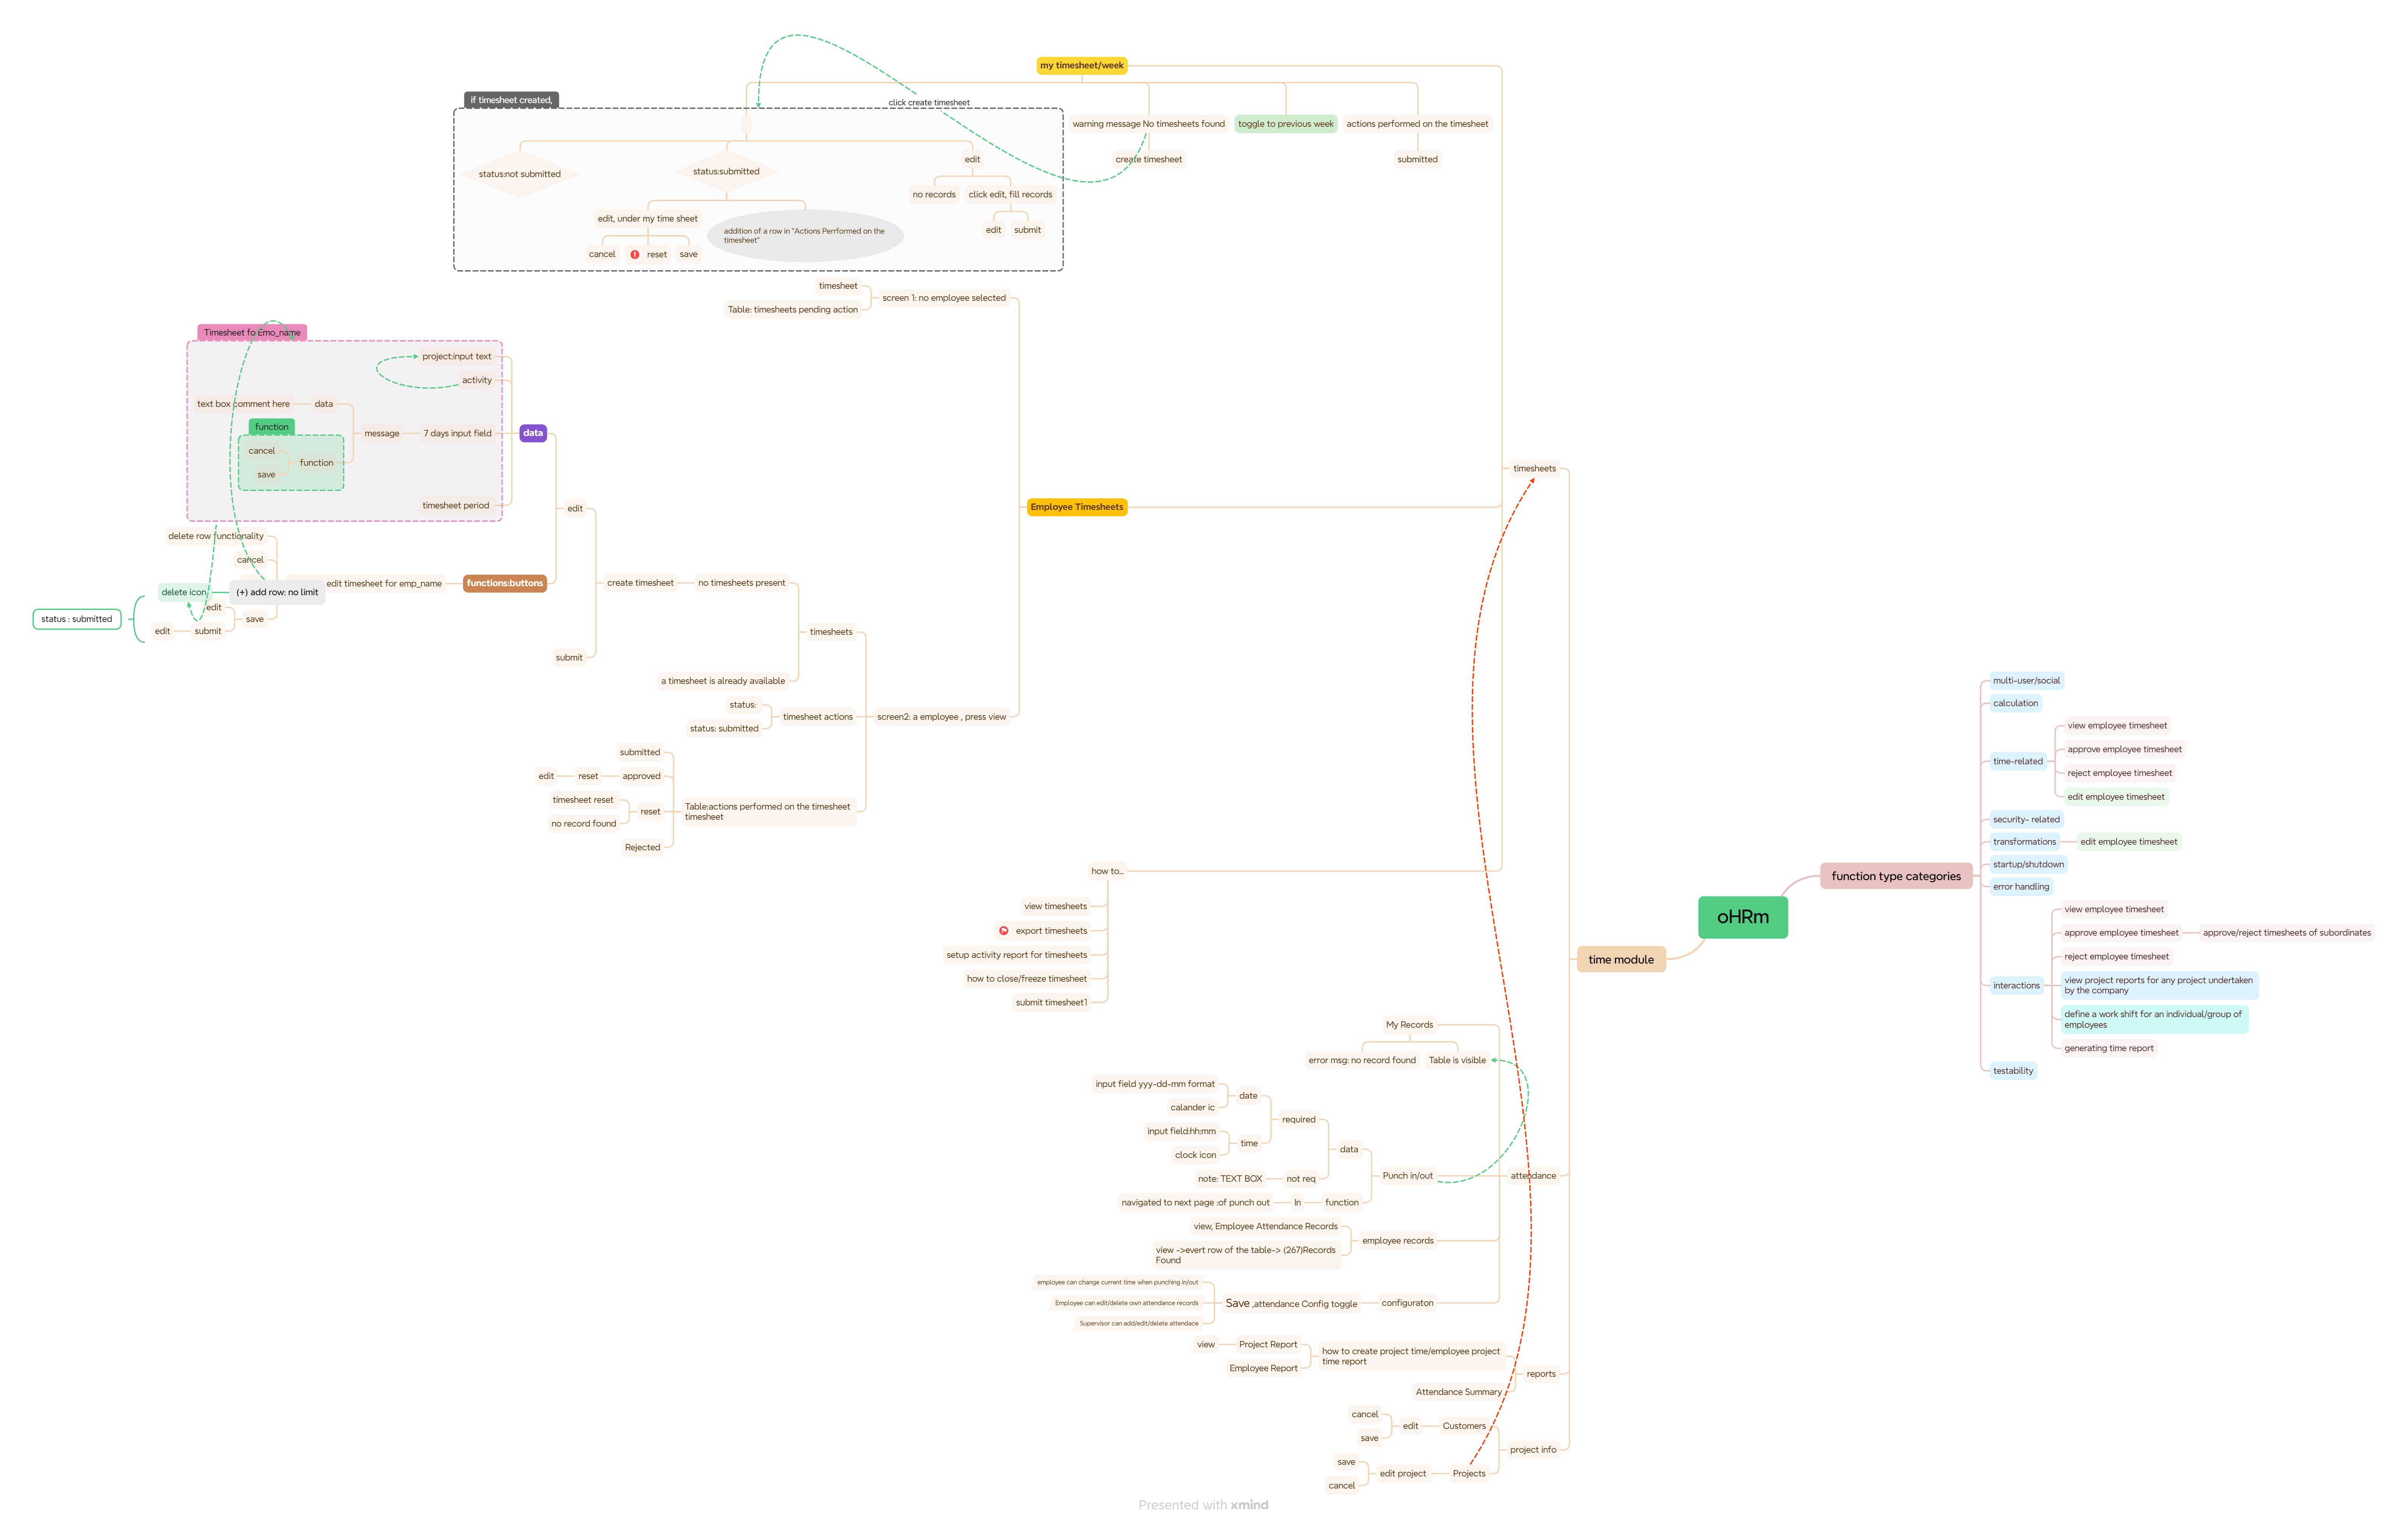 my timesheet/week
if timesheet created,
click create timesheet
warning message No timesheets found
toggle to previous week
actions performed on the timesheet
create timesheet
submitted
status:not submitted
status:submitted
edit
no records
click edit, fill records
edit
submit
edit, under my time sheet
addition of a row in "Actions Perrformed on the
timesheet"
cancel
reset
save
timesheet
Table: timesheets pending action
screen 1: no employee selected
Timesheet fo Emo_name
project:input text
activity
text box comment here
data
function
message
7 days input field
data
cancel
save
function
timesheet period
edit
Employee Timesheets
timesheets
delete row functionality
cancel
delete icon
(+) add row: no limit
edit timesheet for emp_name
functions:buttons
create timesheet
no timesheets present
edit
save
status : submitted
edit
submit
timesheets
submit
a timesheet is already available
status:
status: submitted
timesheet actions
screen2: a employee , press view
submitted
edit
reset
approved
timesheet reset
no record found
reset
Table:actions performed on the timesheet
timesheet
Rejected
how to...
view timesheets
export timesheets
setup activity report for timesheets
how to close/freeze timesheet
submit timesheet1
oHRm
time module
function type categories
multi-user/social
calculation
time-related
view employee timesheet
approve employee timesheet
reject employee timesheet
edit employee timesheet
security- related
transformations
edit employee timesheet
startup/shutdown
error handling
interactions
view employee timesheet
approve employee timesheet
approve/reject timesheets of subordinates
reject employee timesheet
view project reports for any project undertaken
by the company
define a work shift for an individual/group of
employees
generating time report
testability
My Records
error msg: no record found
Table is visible
input field yyy-dd-mm format
calander ic
date
required
input field:hh:mm
clock icon
time
data
note: TEXT BOX
not req
Punch in/out
attendance
navigated to next page :of punch out
In
function
view, Employee Attendance Records
view ->evert row of the table-> (267)Records
Found
employee records
employee can change current time when punching in/out
Employee can edit/delete own attendance records
Supervisor can add/edit/delete attendace
Save ,attendance Config toggle
configuraton
view
Project Report
Employee Report
how to create project time/employee project
time report
reports
Attendance Summary
cancel
save
edit
Customers
project info
save
cancel
edit project
Projects
Presented with xmind